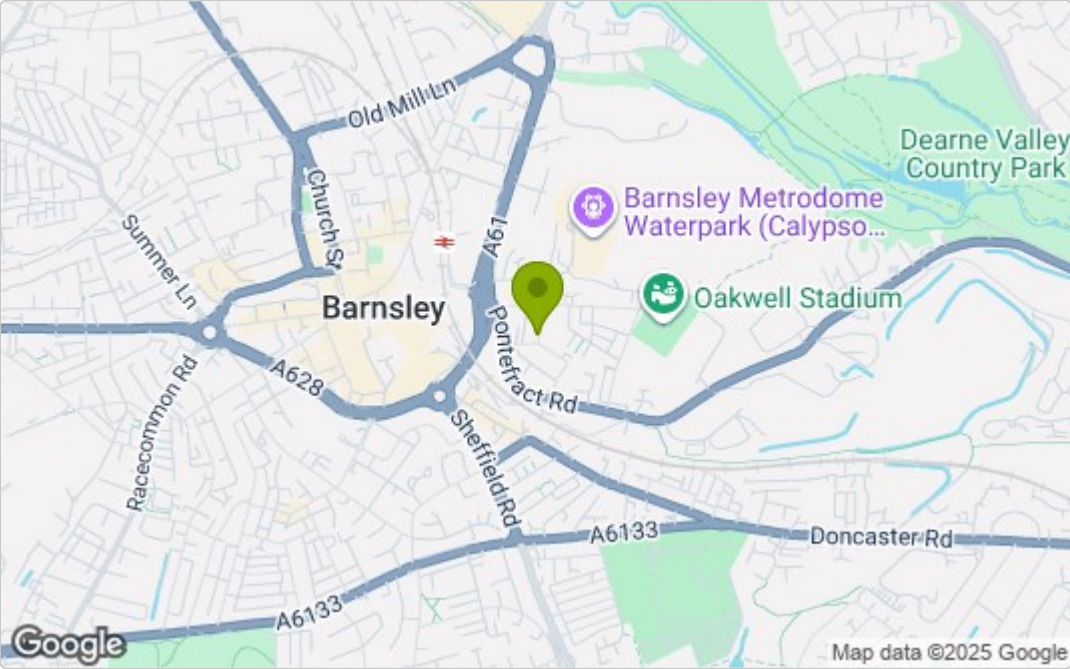 Old Mill Ln
Dearne Valley
Country Park
Church St
Barnsley Metrodome
Waterpark (Calypso...
Summer Ln
A61
Barnsley
Oakwell Stadium
Pontefract Rd
A628
Racecommon Rd
Sheffield Rd
A6133
Doncaster Rd
A6133
Google
Map data ©2025 Google